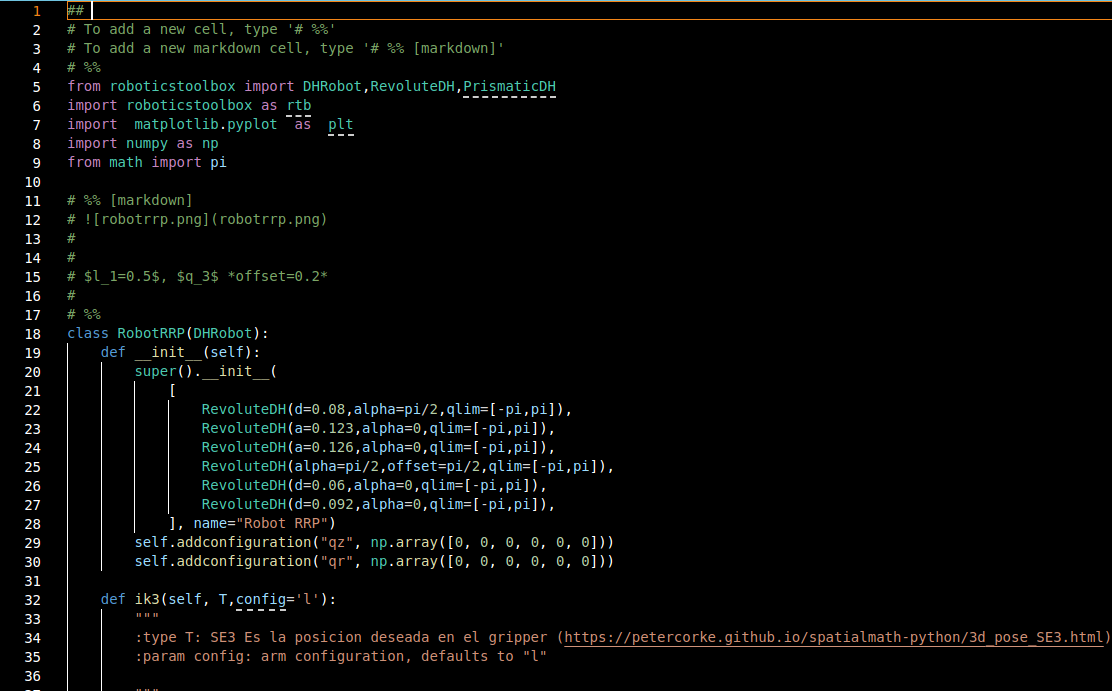 1 ##
2 # To add a new cell, type '# %%'
3 # To add a new markdown cell, type '# %% [markdown]'
4 # %%
5 from roboticstoolbox import DHRobot,RevoluteDH,PrismaticDH
6 import roboticstoolbox as rtb
7 import  matplotlib.pyplot  as  plt
8 import numpy as np
9 from math import pi
10
11 # %% [markdown]
12 # ![robotrrp.png](robotrrp.png)
13 #
14 #
15 # $l_1=0.5$, $q_3$ *offset=0.2*
16 #
17 # %%
18 class RobotRRP(DHRobot):
19     def __init__(self):
20         super().__init__(
21             [
22                 RevoluteDH(d=0.08,alpha=pi/2,qlim=[-pi,pi]),
23                 RevoluteDH(a=0.123,alpha=0,qlim=[-pi,pi]),
24                 RevoluteDH(a=0.126,alpha=0,qlim=[-pi,pi]),
25                 RevoluteDH(alpha=pi/2,offset=pi/2,qlim=[-pi,pi]),
26                 RevoluteDH(d=0.06,alpha=0,qlim=[-pi,pi]),
27                 RevoluteDH(d=0.092,alpha=0,qlim=[-pi,pi]),
28             ], name="Robot RRP")
29         self.addconfiguration("qz", np.array([0, 0, 0, 0, 0, 0]))
30         self.addconfiguration("qr", np.array([0, 0, 0, 0, 0, 0]))
31
32     def ik3(self, T,config='l'):
33         """
34         :type T: SE3 Es la posicion deseada en el gripper (https://petercorke.github.io/spatialmath-python/3d_pose_SE3.html)
35         :param config: arm configuration, defaults to "l"
36